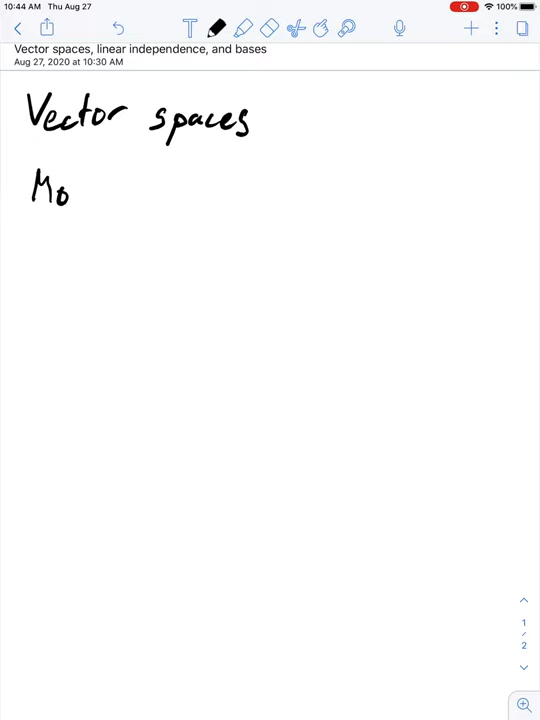 10:44 AM Thu Aug 27
100%
T
Vector spaces, linear independence, and bases
Aug 27, 2020 at 10:30 AM
Vector spaces
Mo
1
/
2